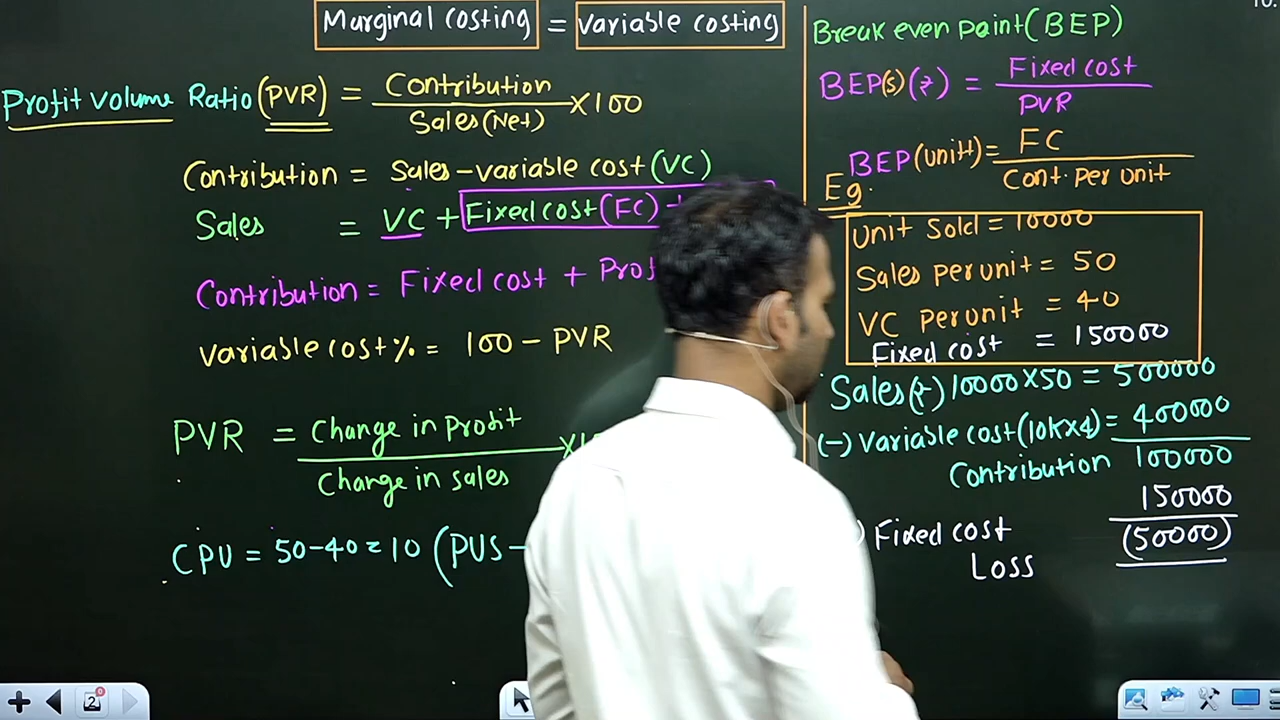 Marginal costing = variable costing
Profit volume Ratio (PVR) = Contribution / Sales (Net) × 100
Contribution = Sales - variable cost (VC)
Sales = VC + Fixed cost (FC) +
Contribution = Fixed cost +
Variable cost % = 100 - PVR
PVR = Change in Profit / Change in sales
CPU = 50-40 = 10 (PUS -
Break even point (BEP)
BEP(s) (₹) = Fixed cost / PVR
BEP (unit) = FC / Cont. per unit
Eg.
Unit sold = 10000
Sales per unit = 50
VC per unit = 40
Fixed cost = 150000
Sales (₹) 10000 × 50 = 500000
(-) Variable cost (10k×4) = 400000
Contribution 100000
Fixed cost 150000
Loss (50000)
2